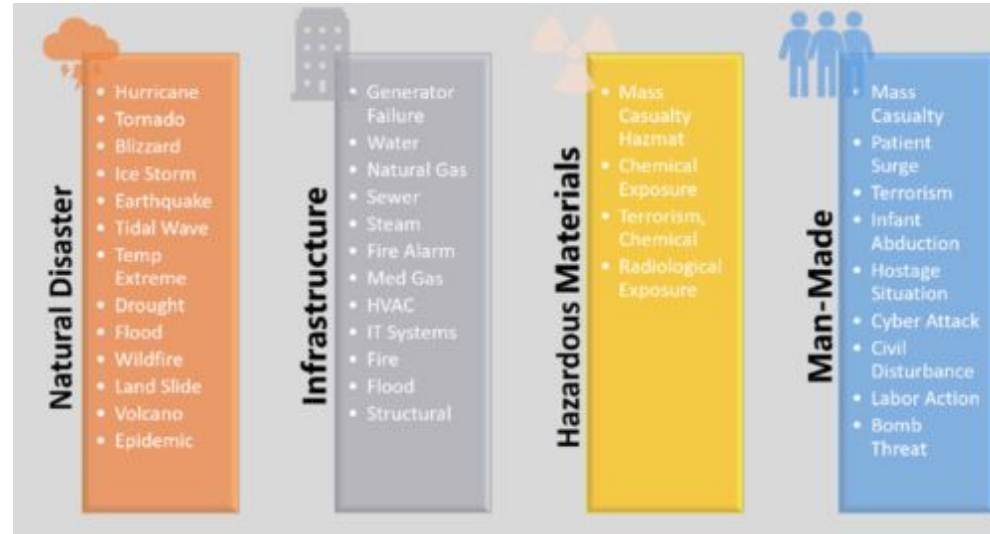 Natural Disaster
• Hurricane
• Tornado
• Blizzard
• Ice Storm
• Earthquake
• Tidal Wave
• Temp
Extreme
• Drought
• Flood
• Wildfire
• Land Slide
• Volcano
• Epidemic
Infrastructure
• Generator
Failure
• Water
• Natural Gas
• Sewer
• Steam
• Fire Alarm
• Med Gas
• HVAC
• IT Systems
• Fire
• Flood
• Structural
Hazardous Materials
• Mass
Casualty
Hazmat
• Chemical
Exposure
• Terrorism,
Chemical
• Radiological
Exposure
Man-Made
• Mass
Casualty
• Patient
Surge
• Terrorism
• Infant
Abduction
• Hostage
Situation
• Cyber Attack
• Civil
Disturbance
• Labor Action
• Bomb
Threat